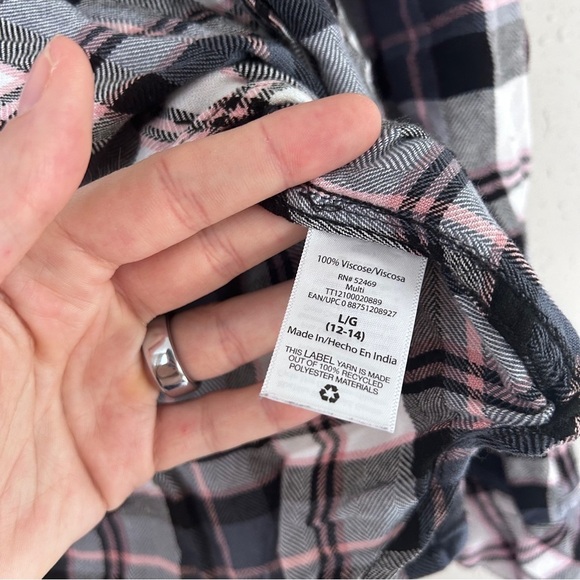 100% Viscose/Viscosa
RN# 52469
Multi
TT12100020889
EAN/UPC 0 88751208927
L/G
(12-14)
Made In/Hecho En India
THIS LABEL YARN IS MADE
OUT OF 100% RECYCLED
POLYESTER MATERIALS